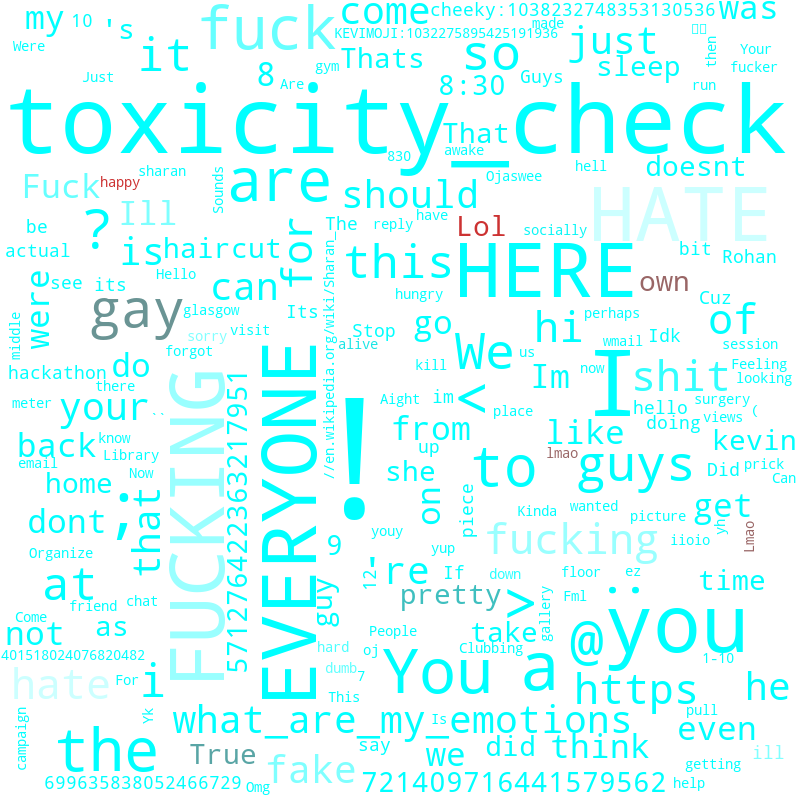 my 10 's fuck come cheeky:1038232748353130536 was
Were it 8 KEVIMOJI:1032275895425191936 made just then Your
Just Are gym Thats so Guys sleep fucker
8:30 run
toxicity_check
830 That awake hell
Fuck happy sharan Sounds are Ojaswee doesnt
Ill should HATE
be ? The reply have Lol socially
actual is haircut for this HERE bit Rohan
see its Hello can own
were gay Its hungry Cuz
middle glasgow Stop go hi perhaps of
sorry visit alive wmail Idk session
hackathon do forgot //en.wikipedia.org/wiki/Sharan_ kill We us now Feeling
there < Im I shit looking
meter your .. Aight im place hello surgery
FUCKING EVERYONE ! from like doing views (
back know up lmao kevin
email Library she to guys Did prick
home Now Can
dont ; that 571276422363217951 on piece Kinda wanted get
Organize 9 youy fucking picture yh iioio Lmao
at 're yup . .
friend chat 12 If down floor ez time
Come guy pretty > Fml
not as hard People take gallery @ you
401518024076820482 oj Clubbing 1-10
dumb 7 You a
hate For i This https he
campaign Yk what_are_my_emotions Is pull even
the True say we did think ill
fake getting
699635838052466729 Omg 721409716441579562 help